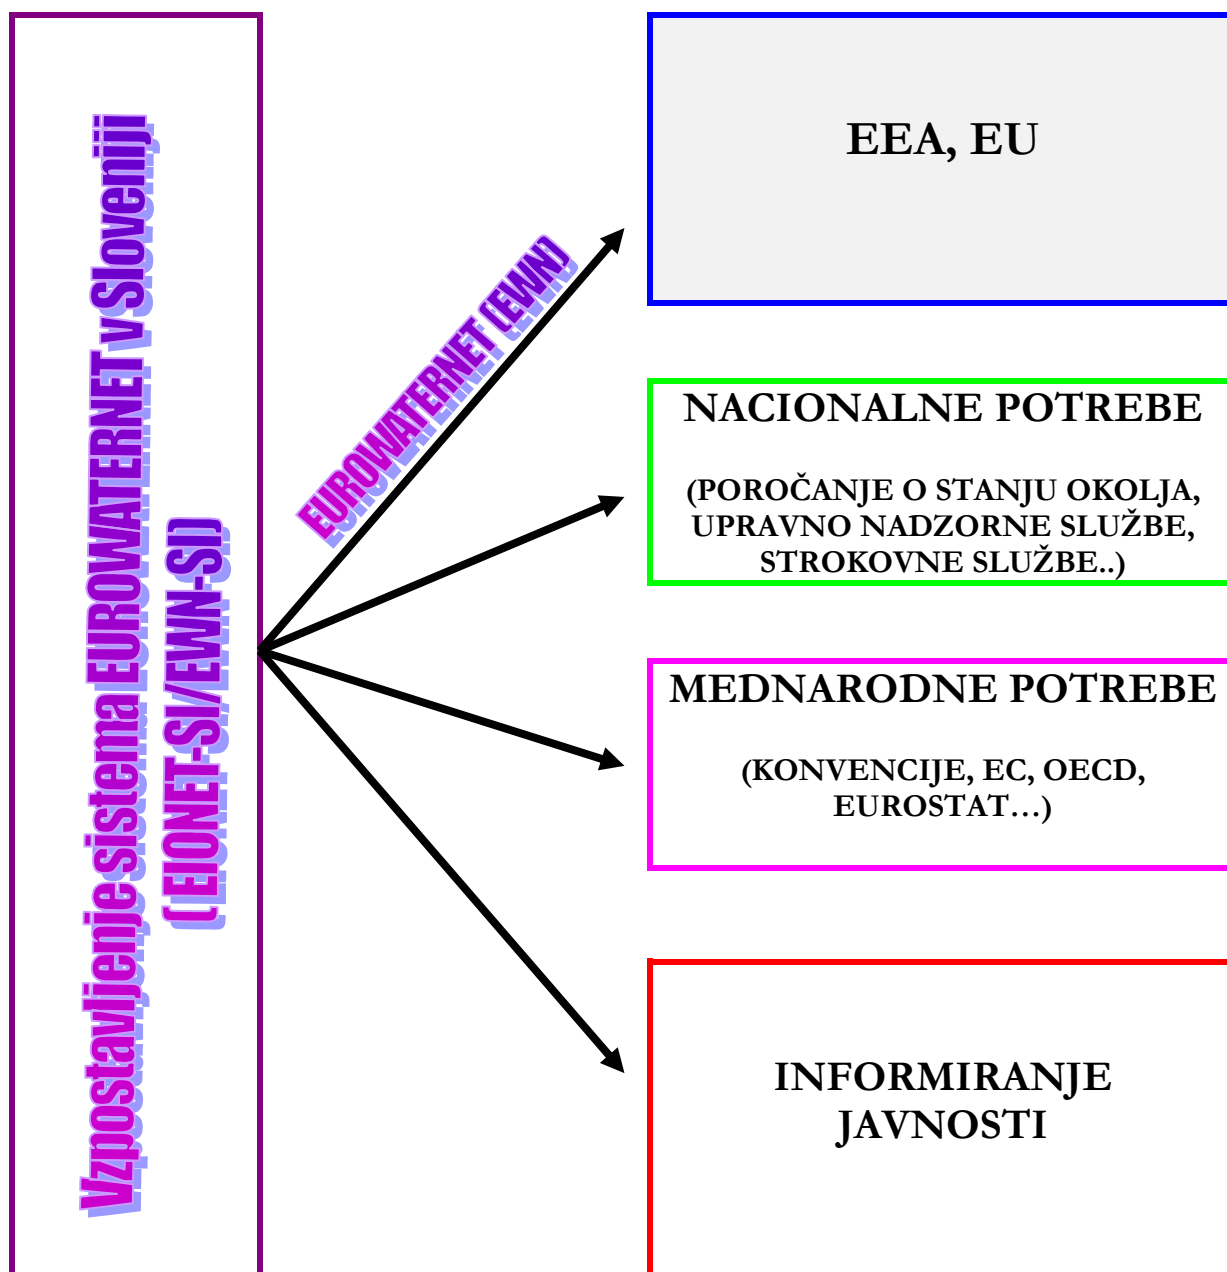 Vzpostavljenje sistema EUROWATERNET v Sloveniji
( EIONET-SI/EWN-SI)
EUROWATERNET (EWN)
EEA, EU
NACIONALNE POTREBE
(POROČANJE O STANJU OKOLJA,
UPRAVNO NADZORNE SLUŽBE,
STROKOVNE SLUŽBE..)
MEDNARODNE POTREBE
(KONVENCIJE, EC, OECD,
EUROSTAT…)
INFORMIRANJE
JAVNOSTI